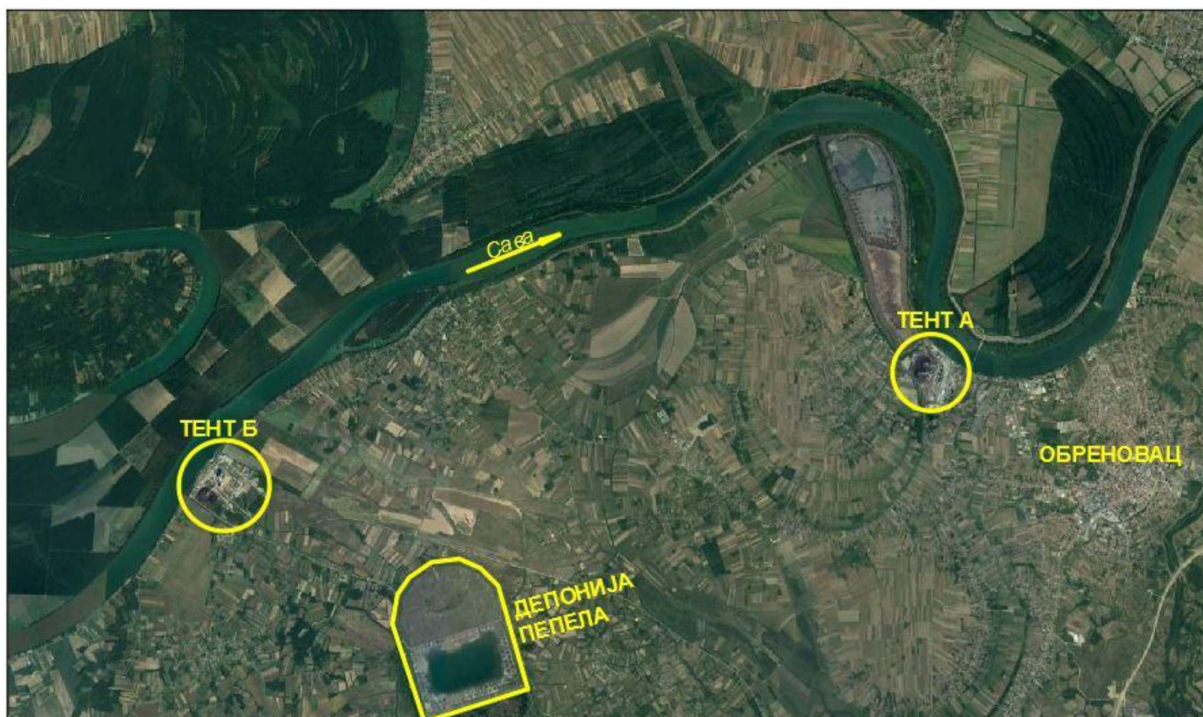 Сава
ТЕНТ А
ТЕНТ Б
ОБРЕНОВАЦ
ДЕПОНИЈА
ПЕПЕЛА